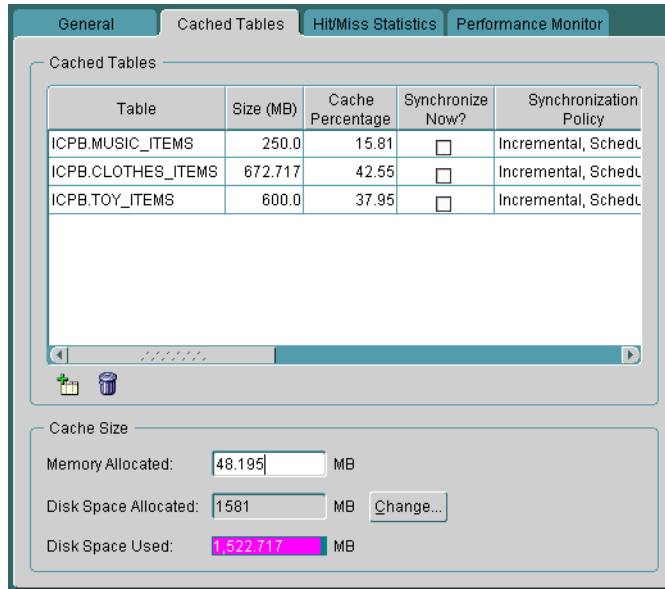 General Cached Tables Hit/Miss Statistics Performance Monitor
Cached Tables
Table Size (MB) Cache Percentage Synchronize Now? Synchronization Policy
ICPB.MUSIC_ITEMS 250.0 15.81 Incremental, Schedu
ICPB.CLOTHES_ITEMS 672.717 42.55 Incremental, Schedu
ICPB.TOY_ITEMS 600.0 37.95 Incremental, Schedu
Cache Size
Memory Allocated: 48.195 MB
Disk Space Allocated: 1581 MB Change...
Disk Space Used: 1,522.717 MB